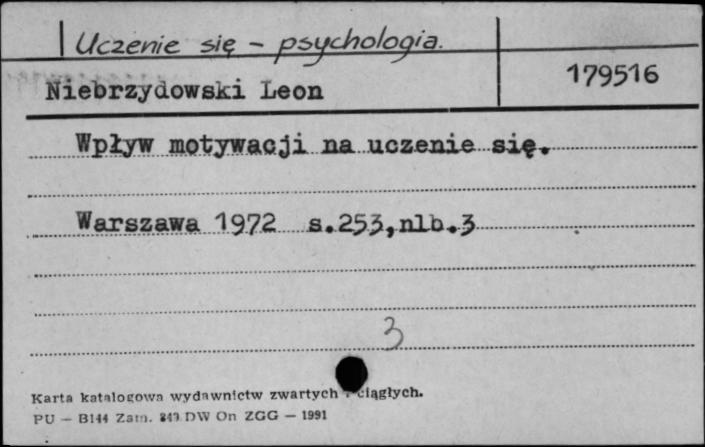 Uczenie się - psychologia.
179516
Niebrzydowski Leon
Wpływ motywacji na uczenie się.
Warszawa 1972 s.253,nlb.3
3
Karta katalogowa wydawnictw zwartych i ciągłych.
PU - B144 Zam. DW On ZGG - 1991